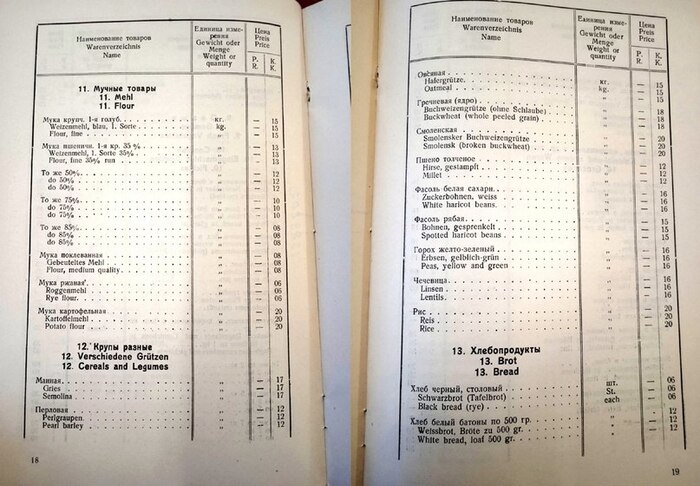 Наименование товаров
Warenverzeichnis
Name
Единица изме-
рения
Gewicht oder
Menge
Weight or
quantity
Цена
Preis
Price
Р. К.
R. K.
11. Мучные товары
11. Mehl
11. Flour
Мука крупч. 1-я голуб. кг. — 15
Weizenmehl, blau, 1. Sorte kg. — 15
Flour, fine „ — 15
Мука пшеничн. 1-я кр. 35% „ — 13
Weizenmehl, 1. Sorte 35% „ — 13
Flour, fine 35% run „ — 13
То же 50% „ — 12
do 50% „ — 12
do 50% „ — 12
То же 75% „ — 10
do 75% „ — 10
do 75% „ — 10
То же 85% „ — 08
do 85% „ — 08
do 85% „ — 08
Мука поклеванная „ — 08
Gebeuteltes Mehl „ — 08
Flour, medium quality „ — 08
Мука ржаная „ — 06
Roggenmehl „ — 06
Rye flour „ — 06
Мука картофельная „ — 20
Kartoffelmehl „ — 20
Potato flour „ — 20
12. Крупы разные
12. Verschiedene Grützen
12. Cereals and Legumes
Манная „ — 17
Gries „ — 17
Semolina „ — 17
Перловая „ — 12
Perlgraupen „ — 12
Pearl barley „ — 12
18
Наименование товаров
Warenverzeichnis
Name
Единица изме-
рения
Gewicht oder
Menge
Weight or
quantity
Цена
Preis
Price
Р. К.
R. K.
Овсяная кг. — 15
Hafergrütze kg. — 15
Oatmeal „ — 15
Гречневая (ядро) „ — 18
Buchweizengrütze (ohne Schlaube) „ — 18
Buckwheat (whole peeled grain) „ — 18
Смоленская „ — 20
Smolensker Buchweizengrütze „ — 20
Smolensk (broken buckwheat) „ — 20
Пшено толченое „ — 12
Hirse, gestampft „ — 12
Millet „ — 12
Фасоль белая сахарн. „ — 16
Zuckerbohnen, weiss „ — 16
White haricot beans „ — 16
Фасоль рябая „ — 15
Bohnen, gesprenkelt „ — 15
Spotted haricot beans „ — 15
Горох желто-зеленый „ — 16
Erbsen, gelblich-grün „ — 16
Peas, yellow and green „ — 16
Чечевица „ — 16
Linsen „ — 16
Lentils „ — 16
Рис „ — 20
Reis „ — 20
Rice „ — 20
13. Хлебопродукты
13. Brot
13. Bread
Хлеб черный, столовый шт. — 06
Schwarzbrot (Tafelbrot) St. — 06
Black bread (rye) each — 06
Хлеб белый батоны по 500 гр. „ — 12
Weissbrot, Brote zu 500 gr. „ — 12
White bread, loaf 500 gr. „ — 12
19